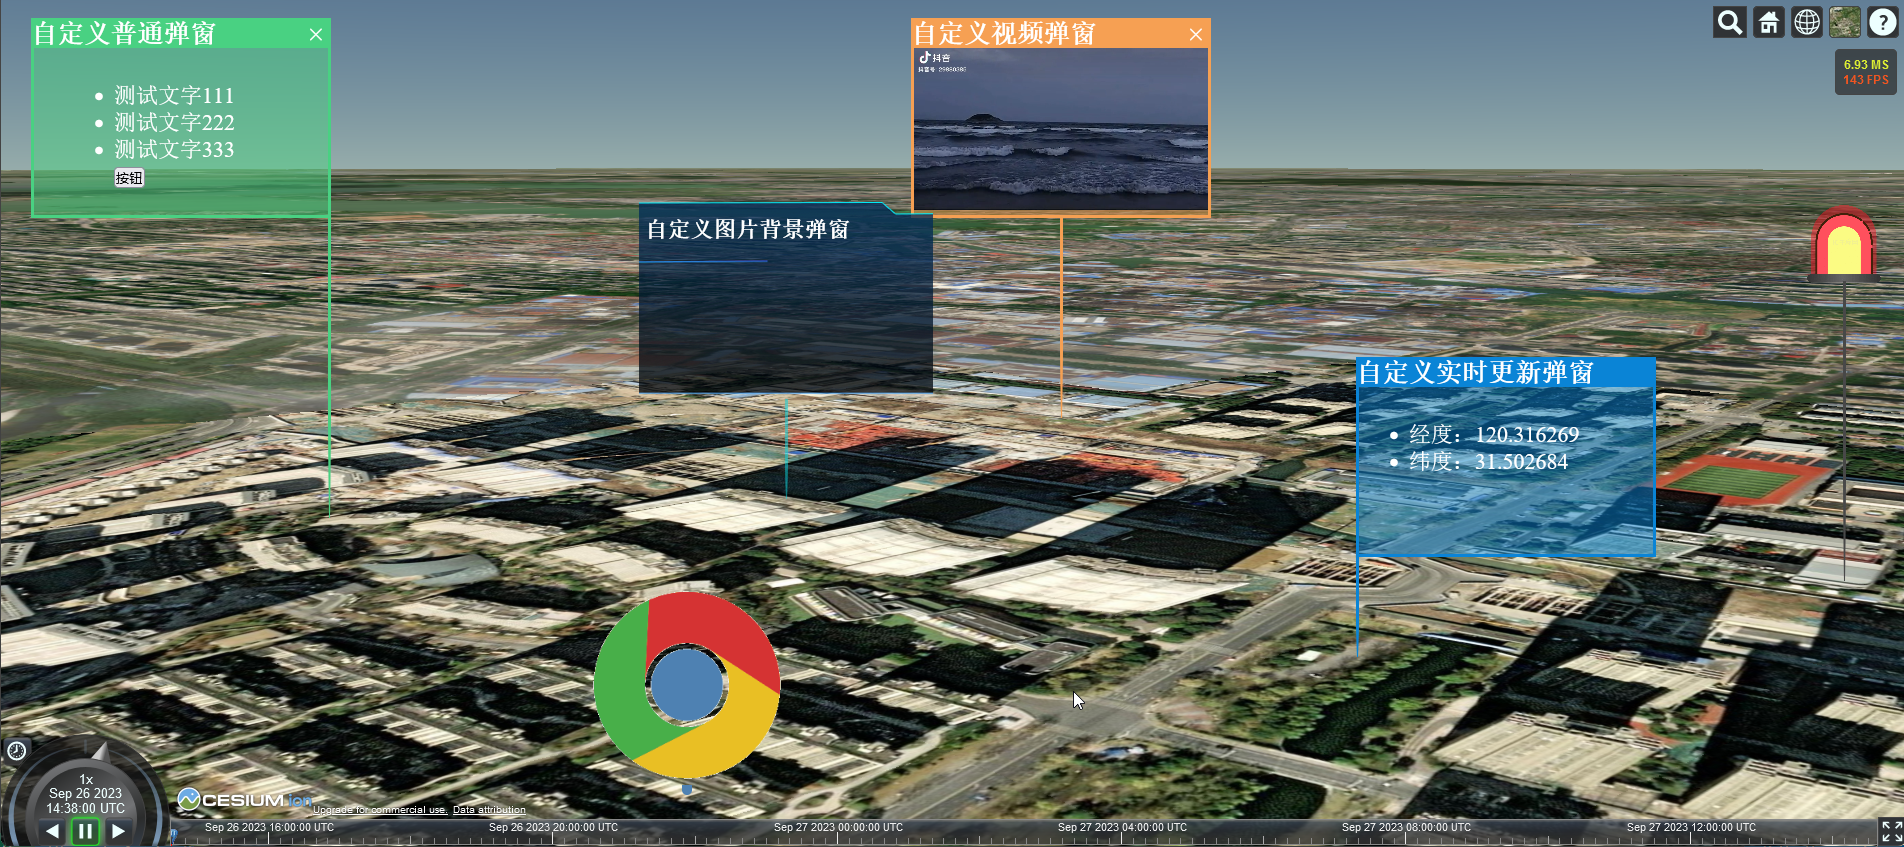 自定义普通弹窗
测试文字111
测试文字222
测试文字333
按钮
自定义视频弹窗
抖音
抖音号: 29880386
6.93 MS
143 FPS
自定义图片背景弹窗
自定义实时更新弹窗
经度：120.316269
纬度：31.502684
1x
Sep 26 2023
14:38:00 UTC
CESIUM ion
Upgrade for commercial use. Data attribution
Sep 26 2023 16:00:00 UTC
Sep 26 2023 20:00:00 UTC
Sep 27 2023 00:00:00 UTC
Sep 27 2023 04:00:00 UTC
Sep 27 2023 08:00:00 UTC
Sep 27 2023 12:00:00 UTC